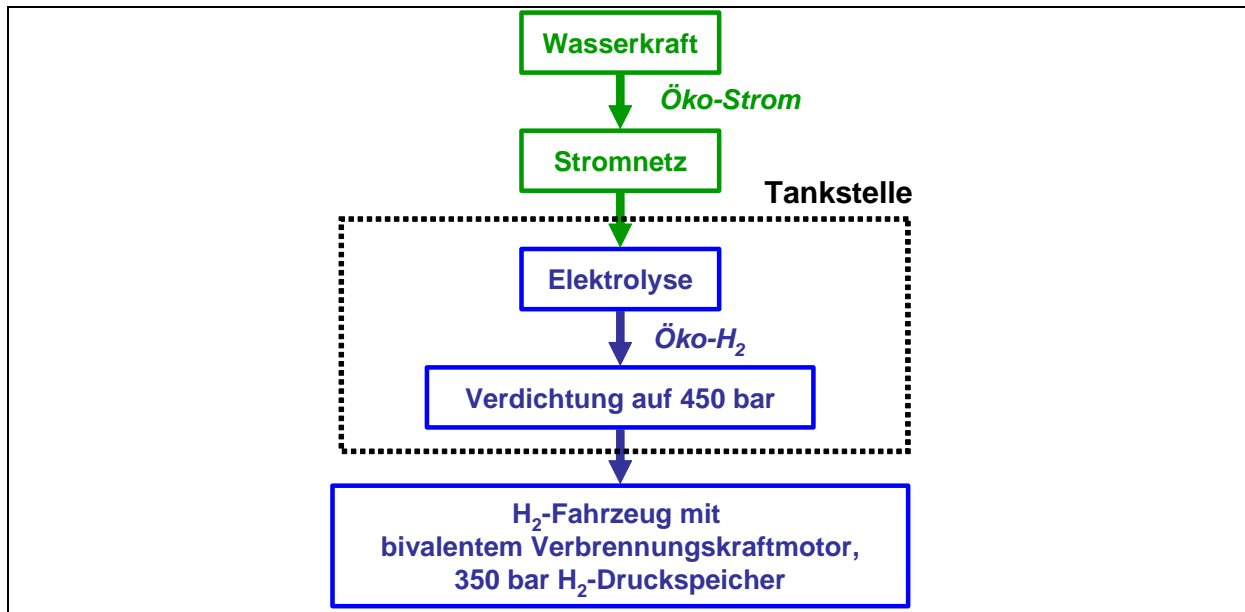 Wasserkraft
Öko-Strom
Stromnetz
Tankstelle
Elektrolyse
Öko-H₂
Verdichtung auf 450 bar
H₂-Fahrzeug mit
bivalentem Verbrennungskraftmotor,
350 bar H₂-Druckspeicher